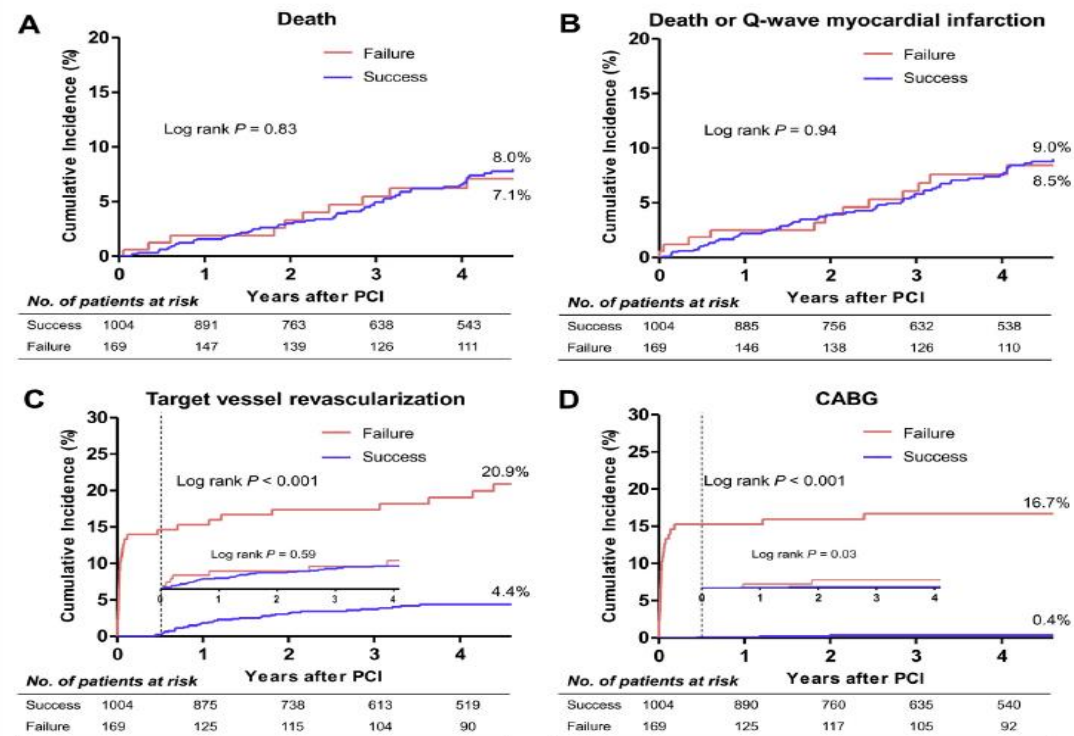 A
Death
20
15
10
5
0
Cumulative Incidence (%)
Failure
Success
Log rank P = 0.83
8.0%
7.1%
0 1 2 3 4
Years after PCI
No. of patients at risk
Success 1004 891 763 638 543
Failure 169 147 139 126 111
B
Death or Q-wave myocardial infarction
20
15
10
5
0
Cumulative Incidence (%)
Failure
Success
Log rank P = 0.94
9.0%
8.5%
0 1 2 3 4
Years after PCI
No. of patients at risk
Success 1004 885 756 632 538
Failure 169 146 138 126 110
C
Target vessel revascularization
30
25
20
15
10
5
0
Cumulative Incidence (%)
Failure
Success
Log rank P < 0.001
20.9%
Log rank P = 0.59
0 1 2 3 4
4.4%
0 1 2 3 4
Years after PCI
No. of patients at risk
Success 1004 875 738 613 519
Failure 169 125 115 104 90
D
CABG
30
25
20
15
10
5
0
Cumulative Incidence (%)
Failure
Success
Log rank P < 0.001
16.7%
Log rank P = 0.03
0 1 2 3 4
0.4%
0 1 2 3 4
Years after PCI
No. of patients at risk
Success 1004 890 760 635 540
Failure 169 125 117 105 92